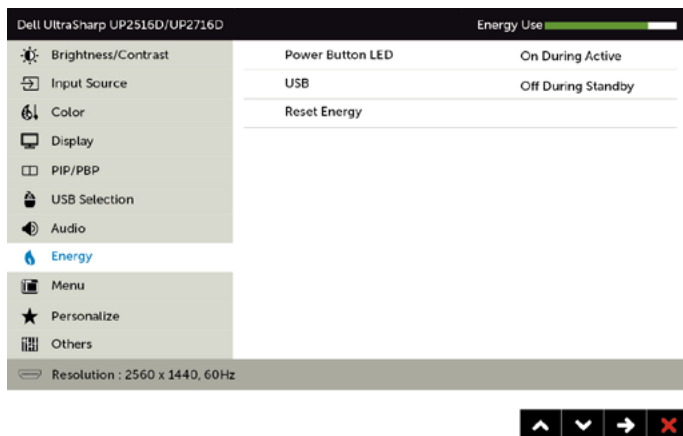 Dell UltraSharp UP2516D/UP2716D Energy Use
Brightness/Contrast
Input Source
Color
Display
PIP/PBP
USB Selection
Audio
Energy
Menu
Personalize
Others
Power Button LED On During Active
USB Off During Standby
Reset Energy
Resolution : 2560 x 1440, 60Hz